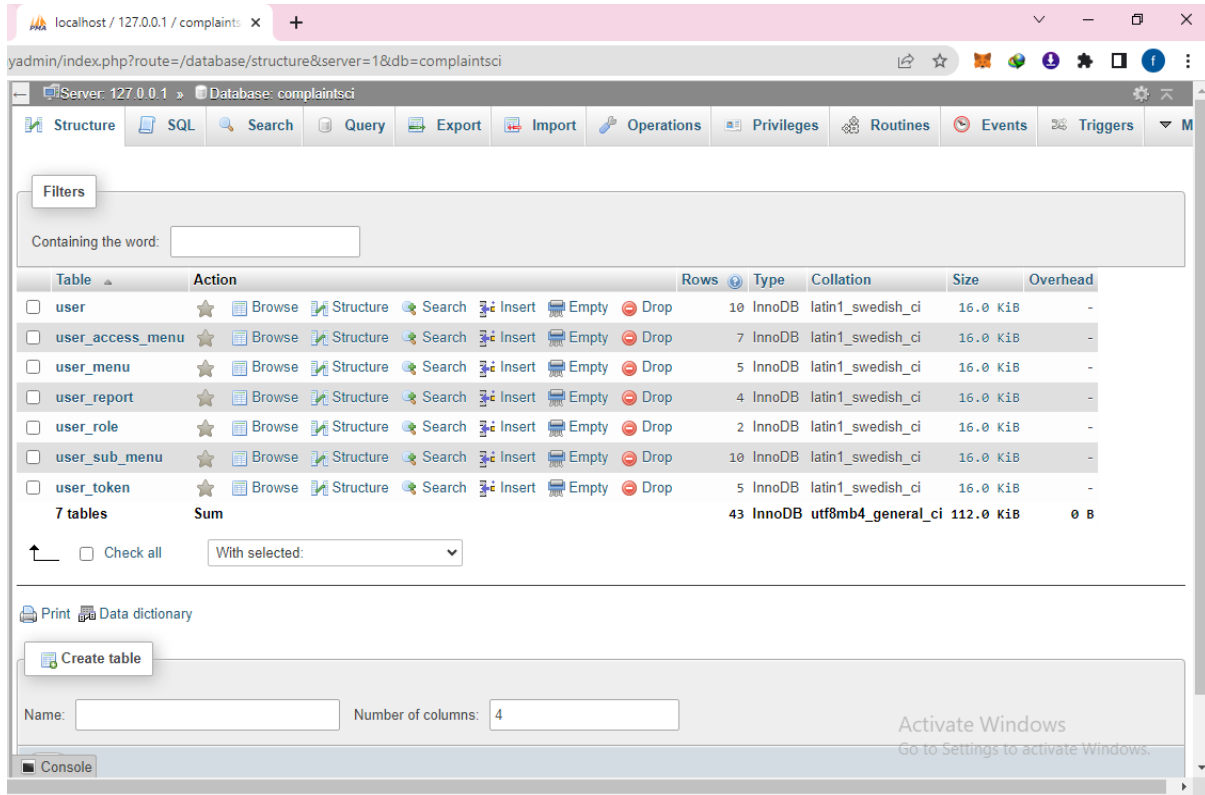 localhost / 127.0.0.1 / complaints
yadmin/index.php?route=/database/structure&server=1&db=complaintsci
f
Server: 127.0.0.1 » Database: complaintsci
Structure SQL Search Query Export Import Operations Privileges Routines Events Triggers M
Filters
Containing the word:
Table Action Rows Type Collation Size Overhead
user Browse Structure Search Insert Empty Drop 10 InnoDB latin1_swedish_ci 16.0 KiB -
user_access_menu Browse Structure Search Insert Empty Drop 7 InnoDB latin1_swedish_ci 16.0 KiB -
user_menu Browse Structure Search Insert Empty Drop 5 InnoDB latin1_swedish_ci 16.0 KiB -
user_report Browse Structure Search Insert Empty Drop 4 InnoDB latin1_swedish_ci 16.0 KiB -
user_role Browse Structure Search Insert Empty Drop 2 InnoDB latin1_swedish_ci 16.0 KiB -
user_sub_menu Browse Structure Search Insert Empty Drop 10 InnoDB latin1_swedish_ci 16.0 KiB -
user_token Browse Structure Search Insert Empty Drop 5 InnoDB latin1_swedish_ci 16.0 KiB -
7 tables Sum 43 InnoDB utf8mb4_general_ci 112.0 KiB 0 B
Check all With selected:
Print Data dictionary
Create table
Name: Number of columns: 4
Activate Windows
Go to Settings to activate Windows.
Console